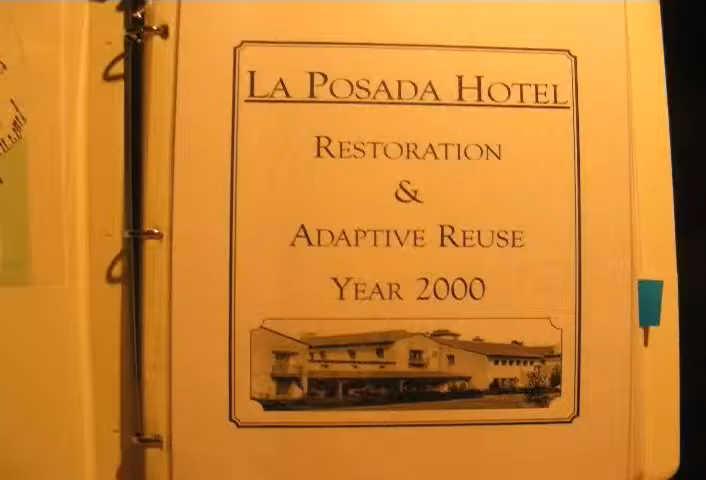 LA POSADA HOTEL
RESTORATION
&
ADAPTIVE REUSE
YEAR 2000